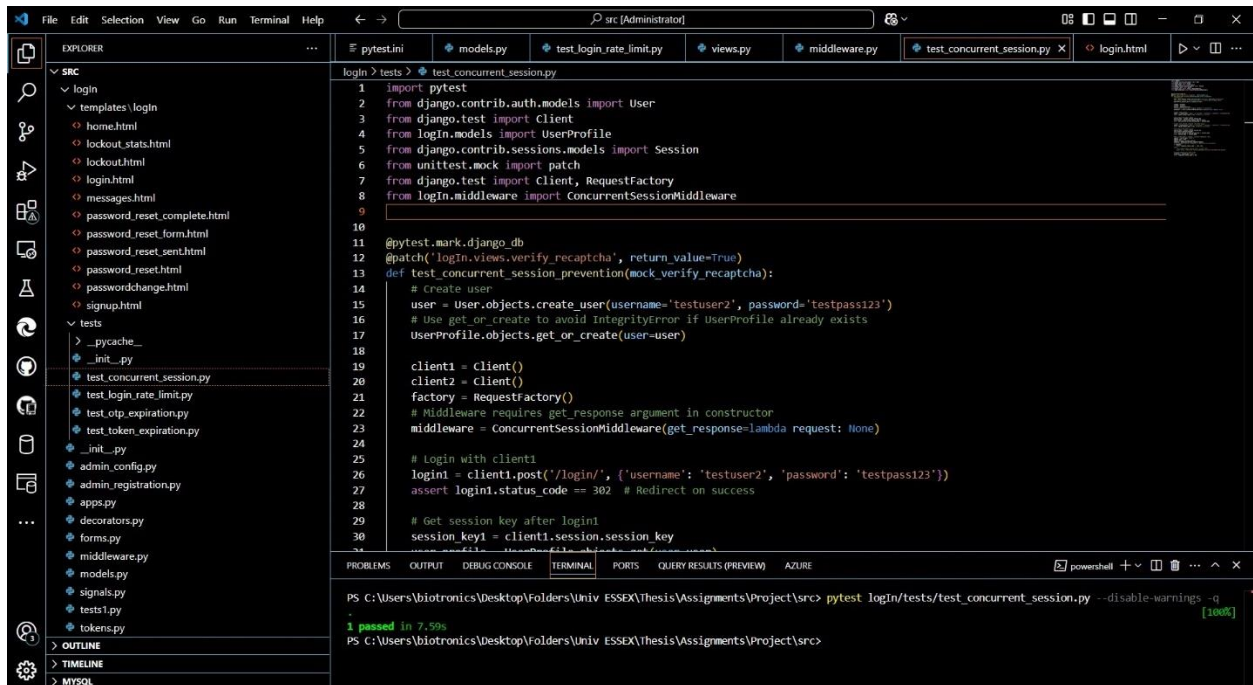 File Edit Selection View Go Run Terminal Help
src [Administrator]
EXPLORER
SRC
logIn
templates \ logIn
home.html
lockout_stats.html
lockout.html
login.html
messages.html
password_reset_complete.html
password_reset_form.html
password_reset_sent.html
password_reset.html
passwordchange.html
signup.html
tests
__pycache__
__init__.py
test_concurrent_session.py
test_login_rate_limit.py
test_otp_expiration.py
test_token_expiration.py
__init__.py
admin_config.py
admin_registration.py
apps.py
decorators.py
forms.py
middleware.py
models.py
signals.py
tests1.py
tokens.py
OUTLINE
TIMELINE
MYSQL
3
pytest.ini models.py test_login_rate_limit.py views.py middleware.py test_concurrent_session.py login.html
logIn > tests > test_concurrent_session.py
1 import pytest
2 from django.contrib.auth.models import User
3 from django.test import Client
4 from logIn.models import UserProfile
5 from django.contrib.sessions.models import Session
6 from unittest.mock import patch
7 from django.test import Client, RequestFactory
8 from logIn.middleware import ConcurrentSessionMiddleware
9
10
11 @pytest.mark.django_db
12 @patch('logIn.views.verify_recaptcha', return_value=True)
13 def test_concurrent_session_prevention(mock_verify_recaptcha):
14 # Create user
15 user = User.objects.create_user(username='testuser2', password='testpass123')
16 # Use get_or_create to avoid IntegrityError if UserProfile already exists
17 UserProfile.objects.get_or_create(user=user)
18
19 client1 = Client()
20 client2 = Client()
21 factory = RequestFactory()
22 # Middleware requires get_response argument in constructor
23 middleware = ConcurrentSessionMiddleware(get_response=lambda request: None)
24
25 # Login with client1
26 login1 = client1.post('/login/', {'username': 'testuser2', 'password': 'testpass123'})
27 assert login1.status_code == 302 # Redirect on success
28
29 # Get session key after login1
30 session_key1 = client1.session.session_key
31 user_profile = UserProfile.objects.get(user=user)
PROBLEMS OUTPUT DEBUG CONSOLE TERMINAL PORTS QUERY RESULTS (PREVIEW) AZURE
powershell
PS C:\Users\biotronics\Desktop\Folders\Univ ESSEX\Thesis\Assignments\Project\src> pytest logIn/tests/test_concurrent_session.py --disable-warnings -q
. [100%]
1 passed in 7.59s
PS C:\Users\biotronics\Desktop\Folders\Univ ESSEX\Thesis\Assignments\Project\src>